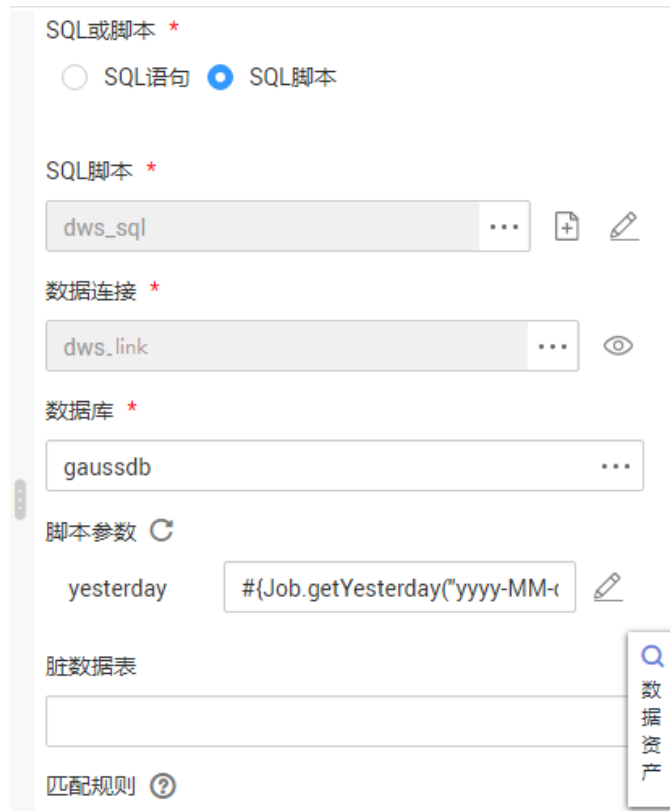 SQL或脚本 *
SQL语句 SQL脚本
SQL脚本 *
dws_sql ...
数据连接 *
dws_link ...
数据库 *
gaussdb ...
脚本参数
yesterday #{Job.getYesterday("yyyy-MM-
脏数据表
数
据
资
产
匹配规则 ?